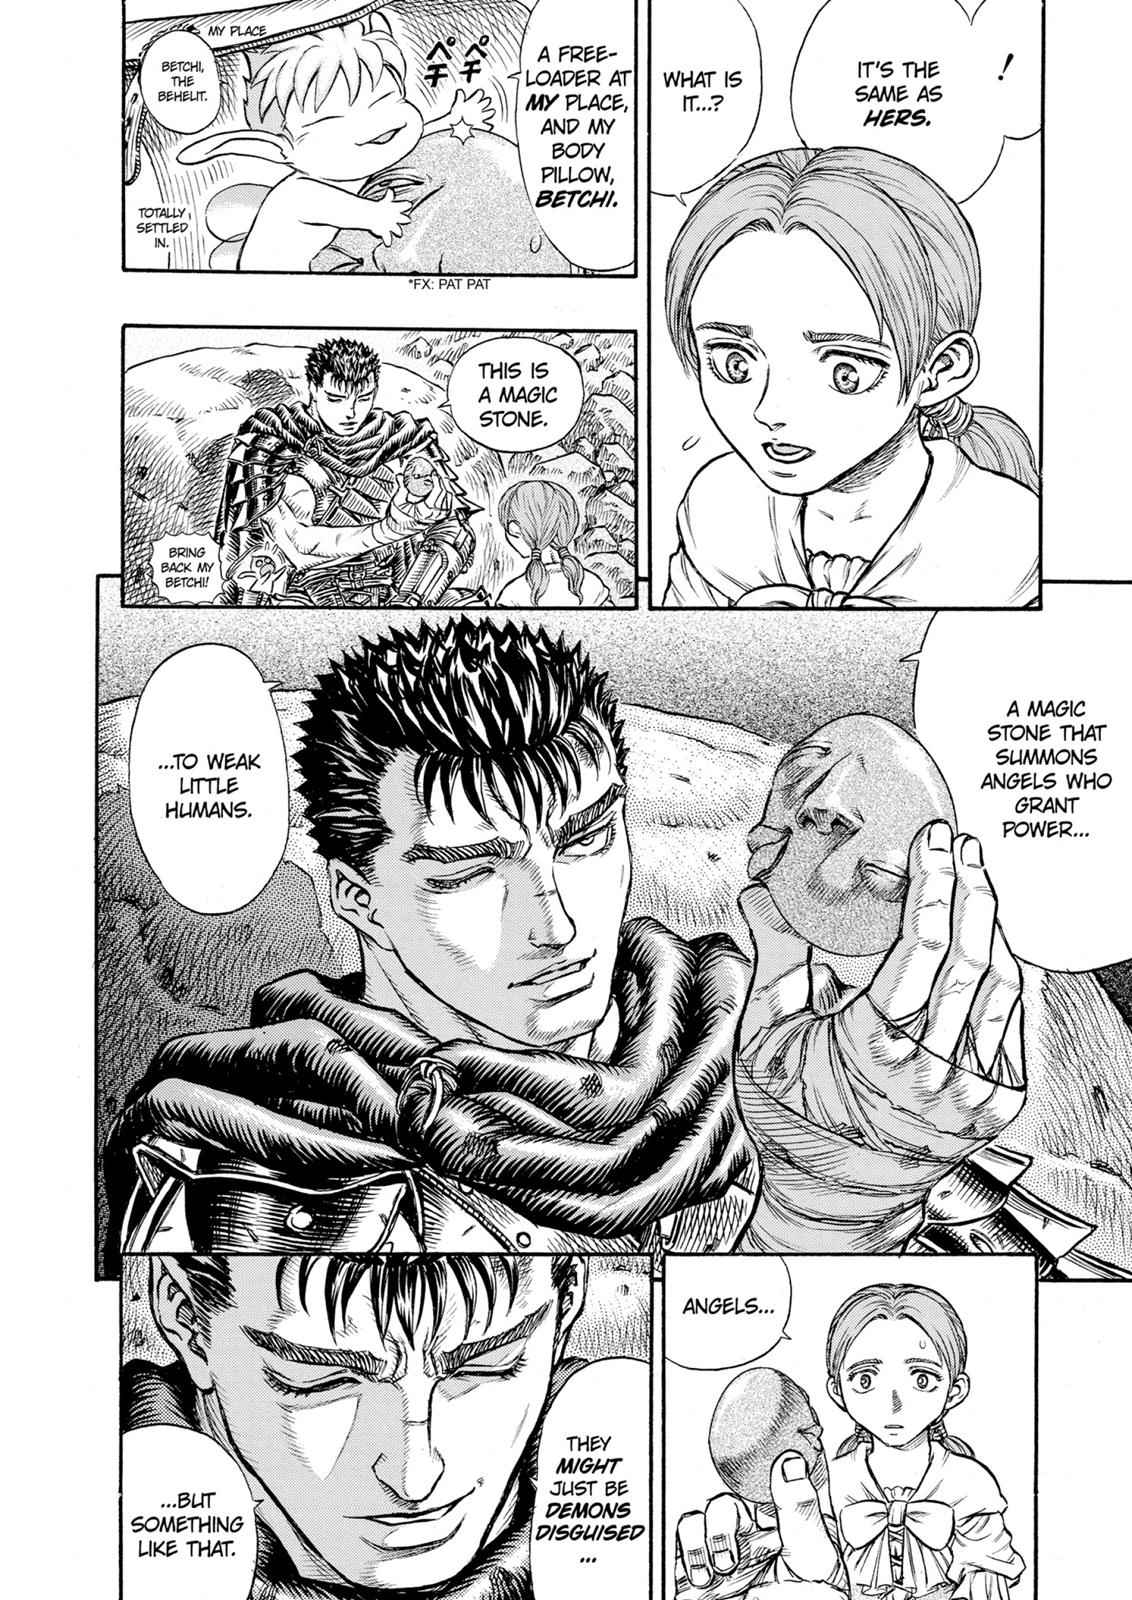 !
IT'S THE
SAME AS
HERS.
WHAT IS
IT...?
A FREE-
LOADER AT
MY PLACE,
AND MY
BODY
PILLOW,
BETCHI.
ペチ
ペチ
MY PLACE
BETCHI,
THE
BEHELIT.
TOTALLY
SETTLED
IN.
*FX: PAT PAT
THIS IS
A MAGIC
STONE.
BRING
BACK MY
BETCHI!
A MAGIC
STONE THAT
SUMMONS
ANGELS WHO
GRANT
POWER...
...TO WEAK
LITTLE
HUMANS.
ANGELS...
THEY
MIGHT
JUST BE
DEMONS
DISGUISED
...
...BUT
SOMETHING
LIKE THAT.